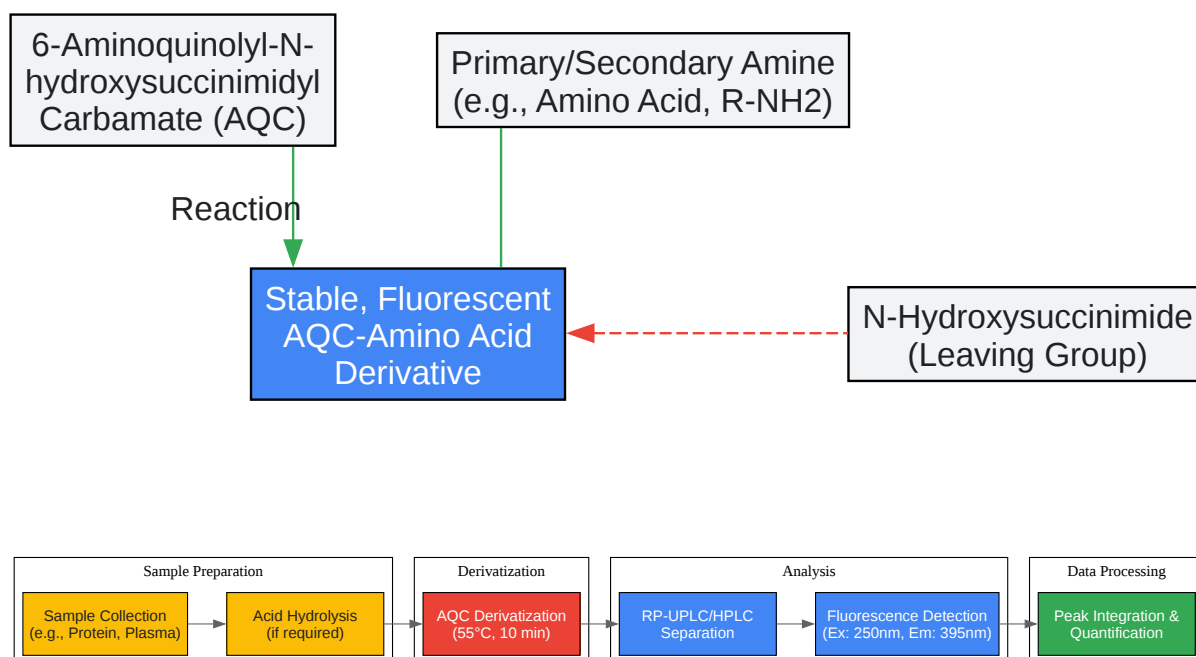 6-Aminoquinolyl-N-
hydroxysuccinimidyl
Carbamate (AQC)
Primary/Secondary Amine
(e.g., Amino Acid, R-NH2)
Reaction
Stable, Fluorescent
AQC-Amino Acid
Derivative
N-Hydroxysuccinimide
(Leaving Group)
Sample Preparation
Sample Collection
(e.g., Protein, Plasma)
Acid Hydrolysis
(if required)
Derivatization
AQC Derivatization
(55°C, 10 min)
Analysis
RP-UPLC/HPLC
Separation
Fluorescence Detection
(Ex: 250nm, Em: 395nm)
Data Processing
Peak Integration &
Quantification